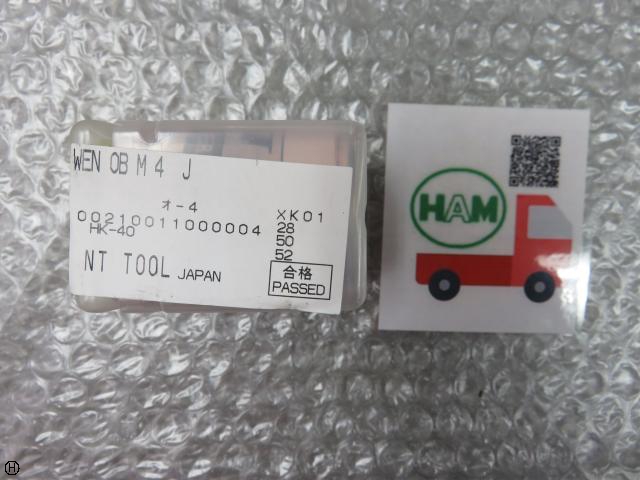 WEN OB M 4 J
オ-4
00210011000004
HK-40
XK01
28
50
52
NT TOOL JAPAN
合格
PASSED
HAM
H